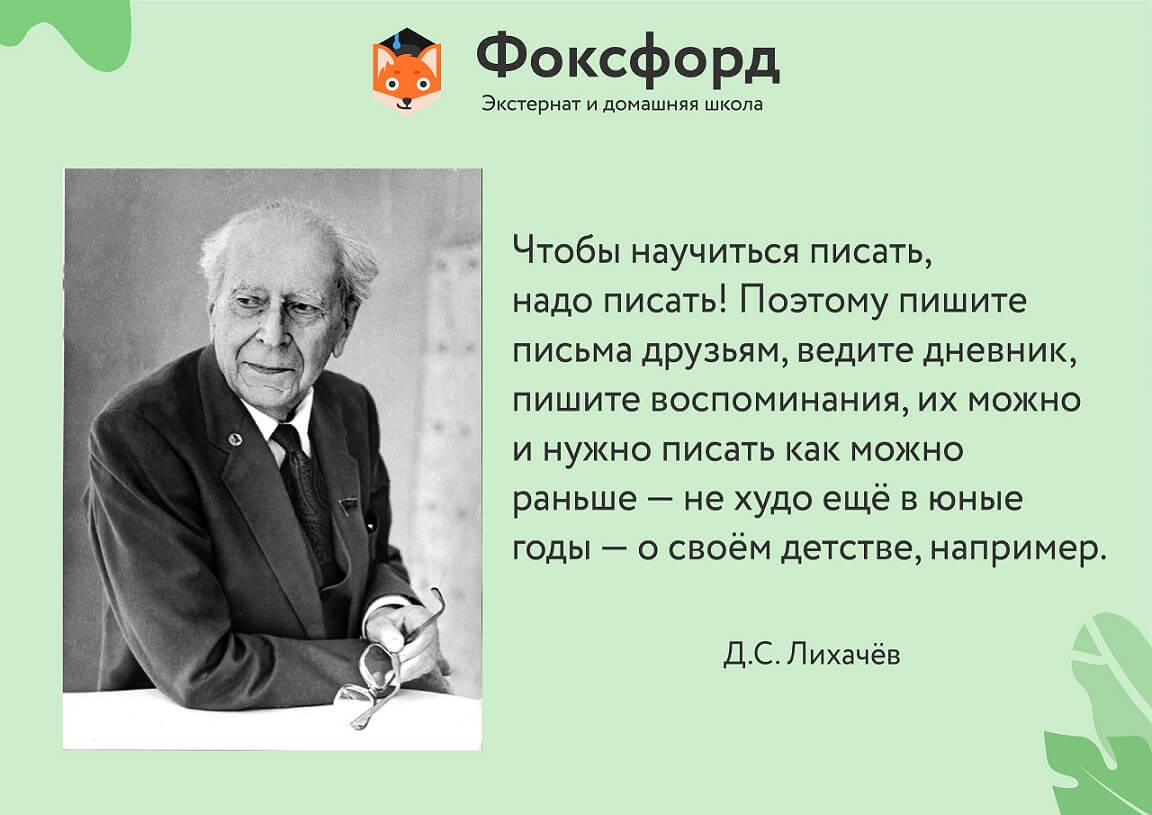 Фоксфорд
Экстернат и домашняя школа
Чтобы научиться писать,
надо писать! Поэтому пишите
письма друзьям, ведите дневник,
пишите воспоминания, их можно
и нужно писать как можно
раньше — не худо ещё в юные
годы — о своём детстве, например.
Д.С. Лихачёв